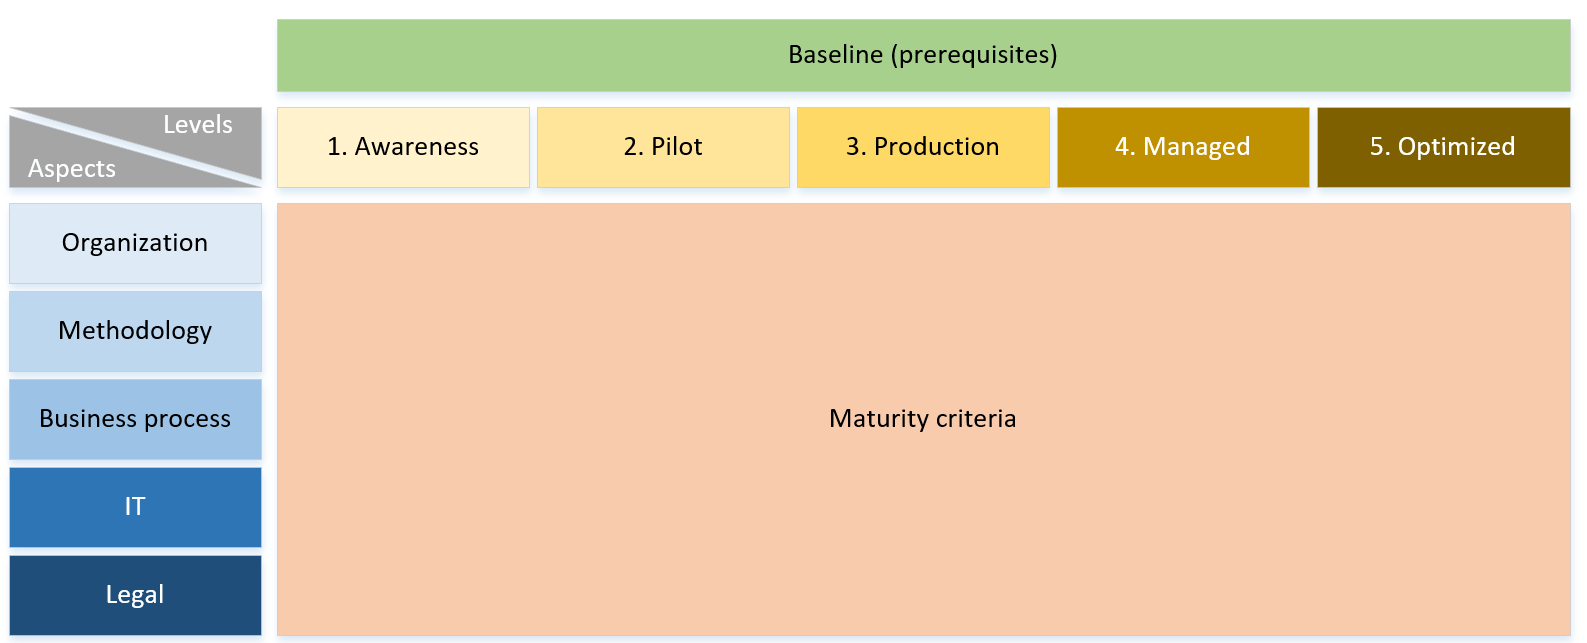 Baseline (prerequisites)
Levels
Aspects
1. Awareness
2. Pilot
3. Production
4. Managed
5. Optimized
Organization
Methodology
Business process
IT
Legal
Maturity criteria